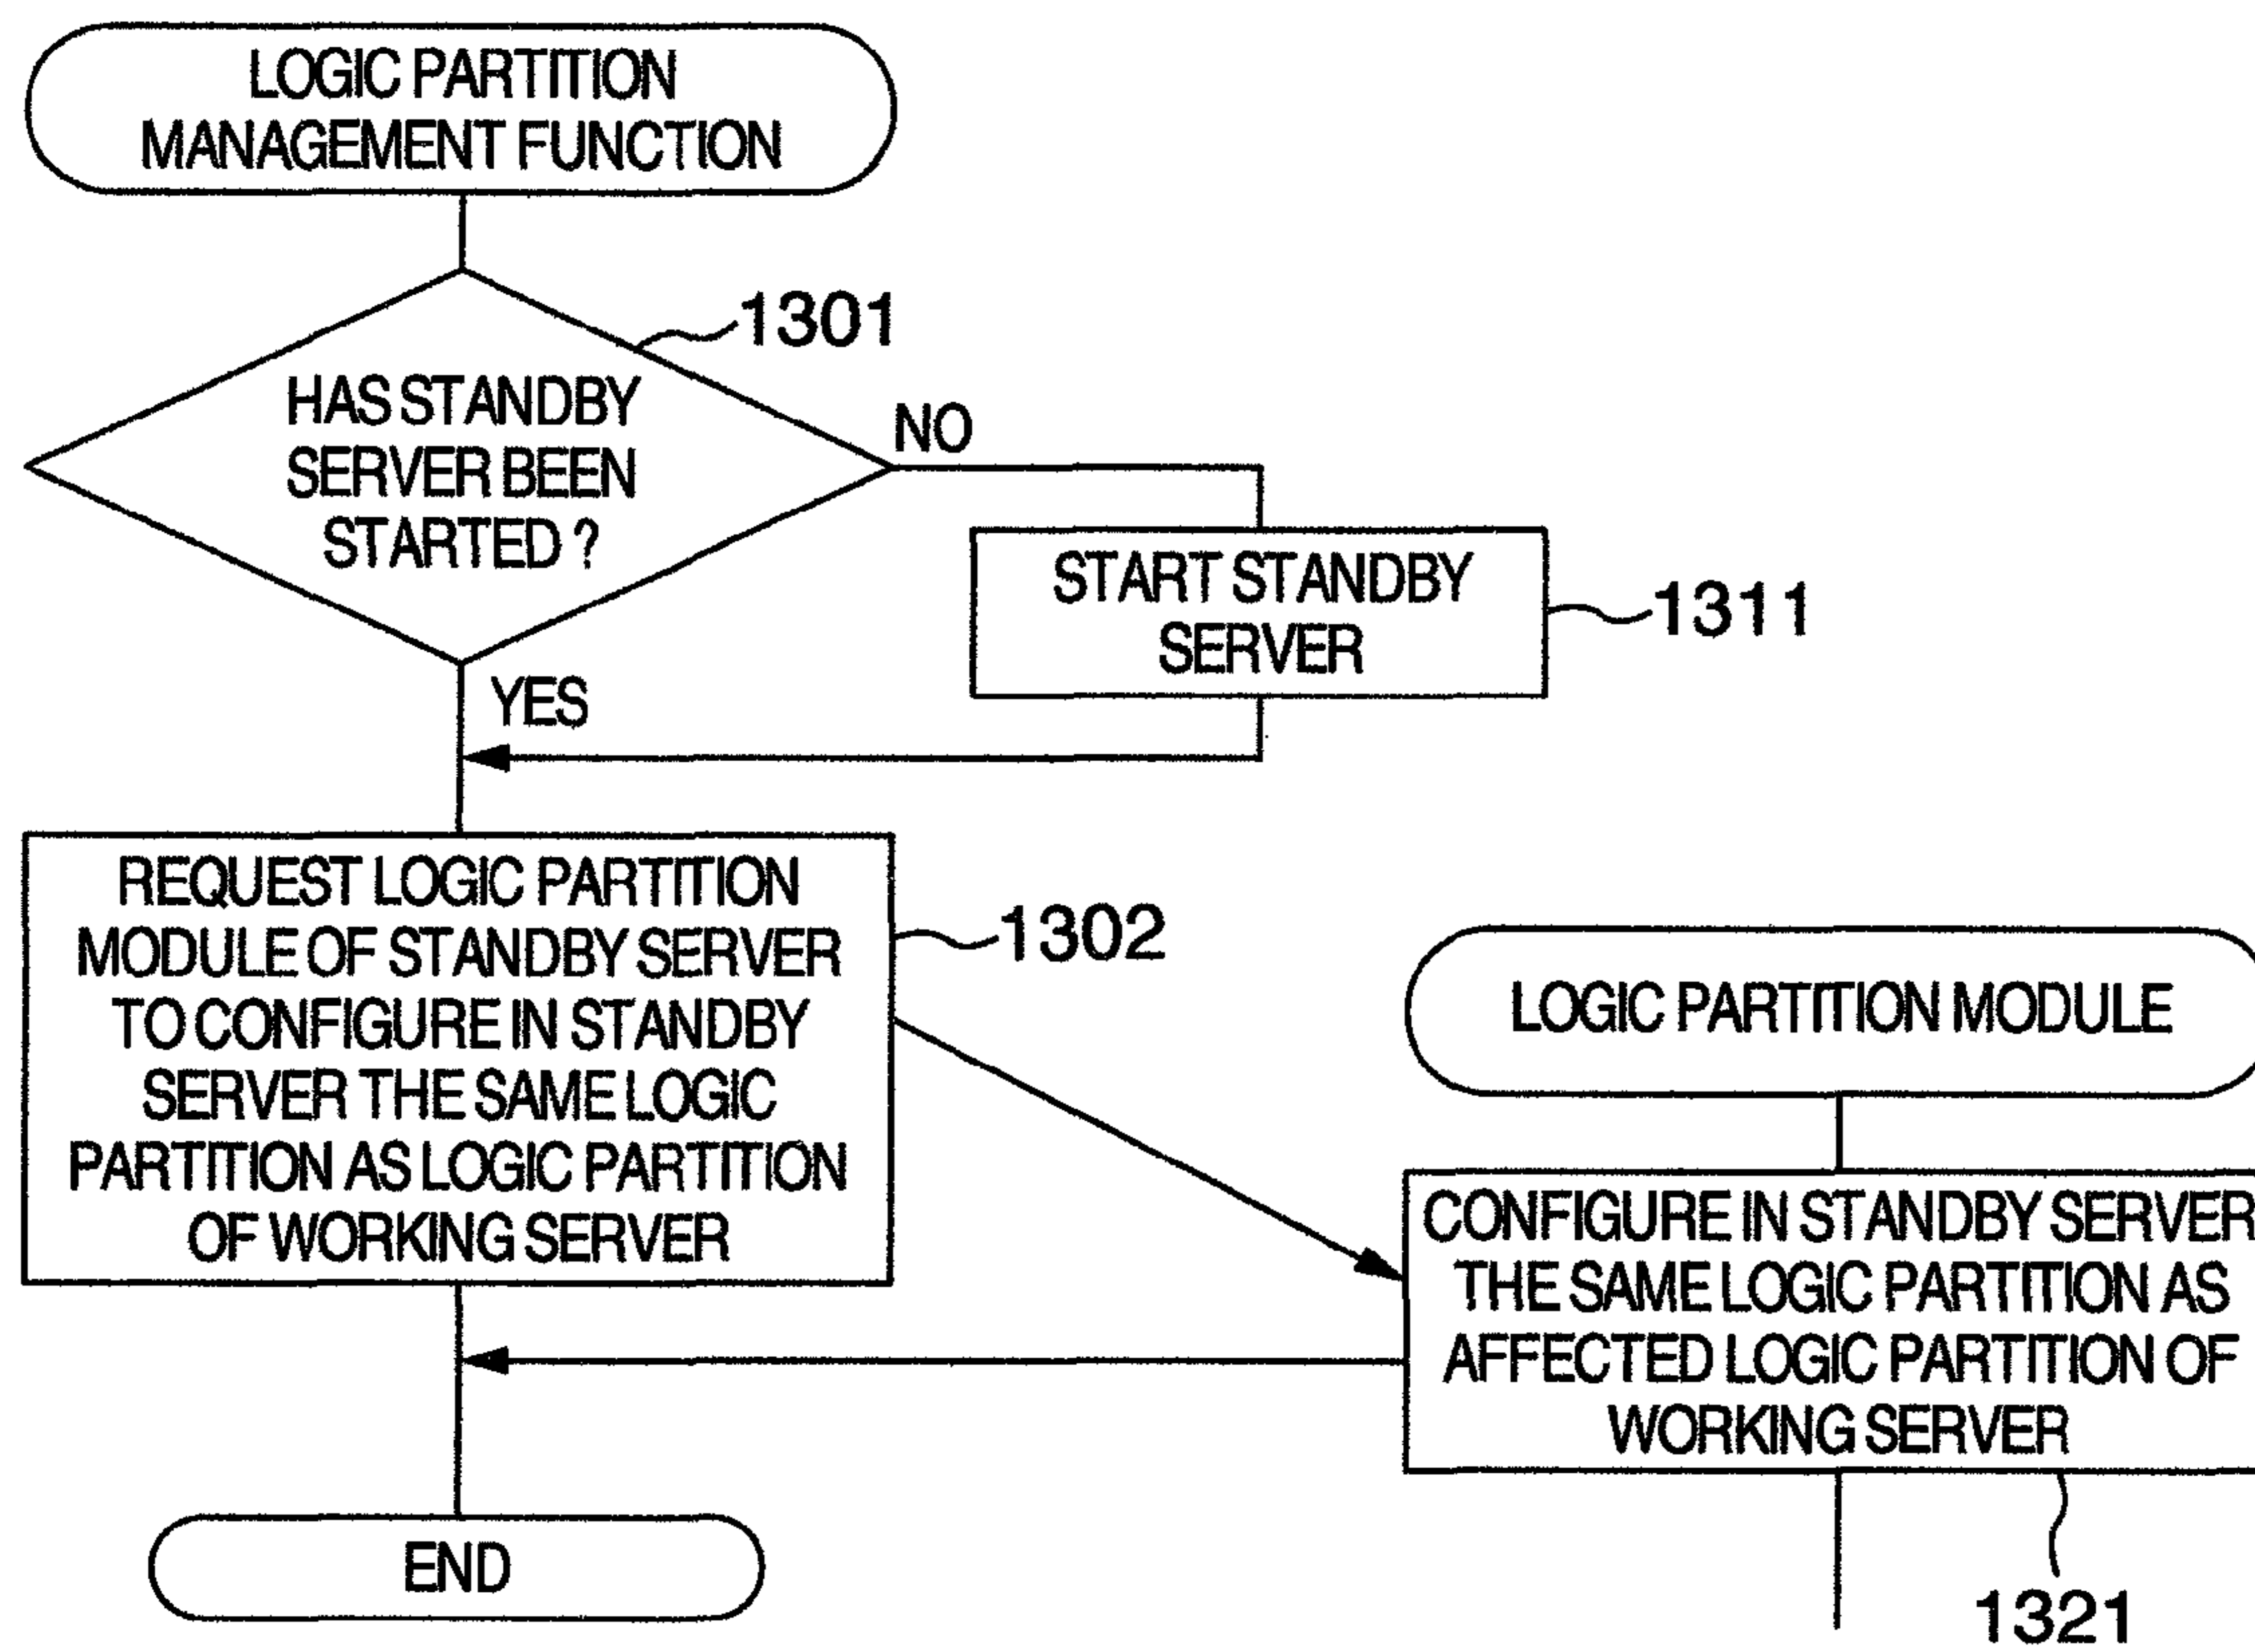 LOGIC PARTITION
MANAGEMENT FUNCTION
1301
HAS STANDBY
SERVER BEEN
STARTED ?
NO
START STANDBY
SERVER
1311
YES
REQUEST LOGIC PARTITION
MODULE OF STANDBY SERVER
TO CONFIGURE IN STANDBY
SERVER THE SAME LOGIC
PARTITION AS LOGIC PARTITION
OF WORKING SERVER
1302
LOGIC PARTITION MODULE
CONFIGURE IN STANDBY SERVER
THE SAME LOGIC PARTITION AS
AFFECTED LOGIC PARTITION OF
WORKING SERVER
1321
END